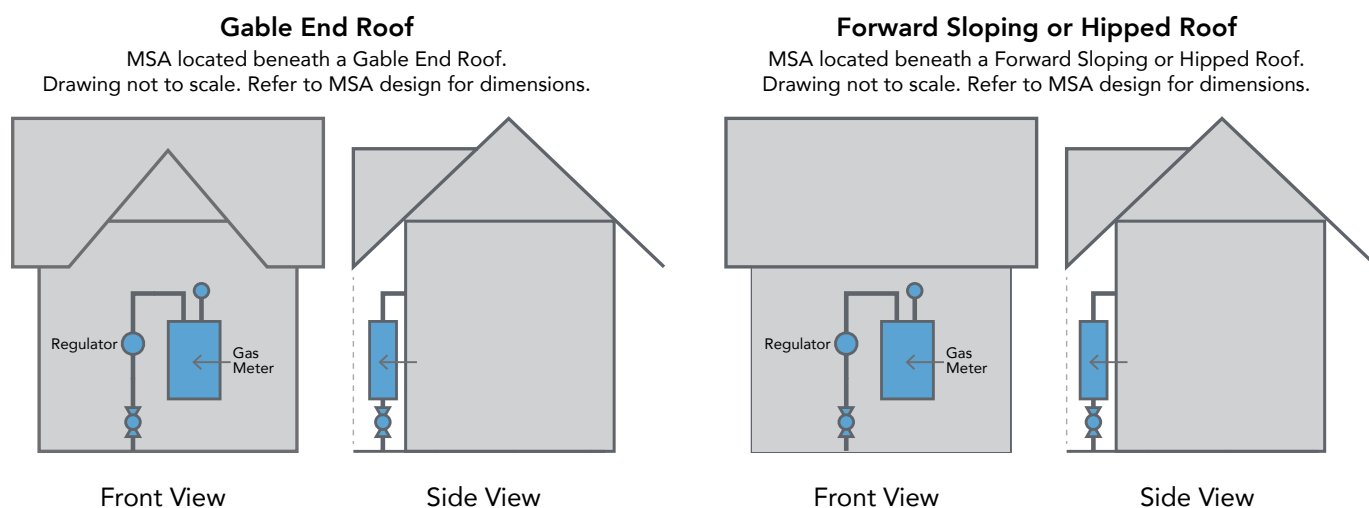 Gable End Roof
MSA located beneath a Gable End Roof.
Drawing not to scale. Refer to MSA design for dimensions.
Regulator
Gas
Meter
Front View
Side View
Forward Sloping or Hipped Roof
MSA located beneath a Forward Sloping or Hipped Roof.
Drawing not to scale. Refer to MSA design for dimensions.
Regulator
Gas
Meter
Front View
Side View